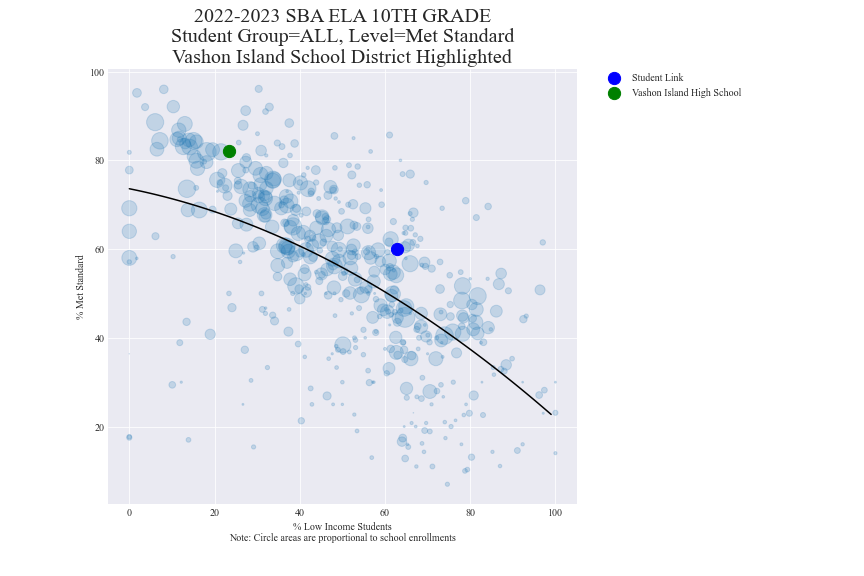 2022-2023 SBA ELA 10TH GRADE
Student Group=ALL, Level=Met Standard
Vashon Island School District Highlighted
Student Link
Vashon Island High School
100
80
60
40
20
% Met Standard
0 20 40 60 80 100
% Low Income Students
Note: Circle areas are proportional to school enrollments